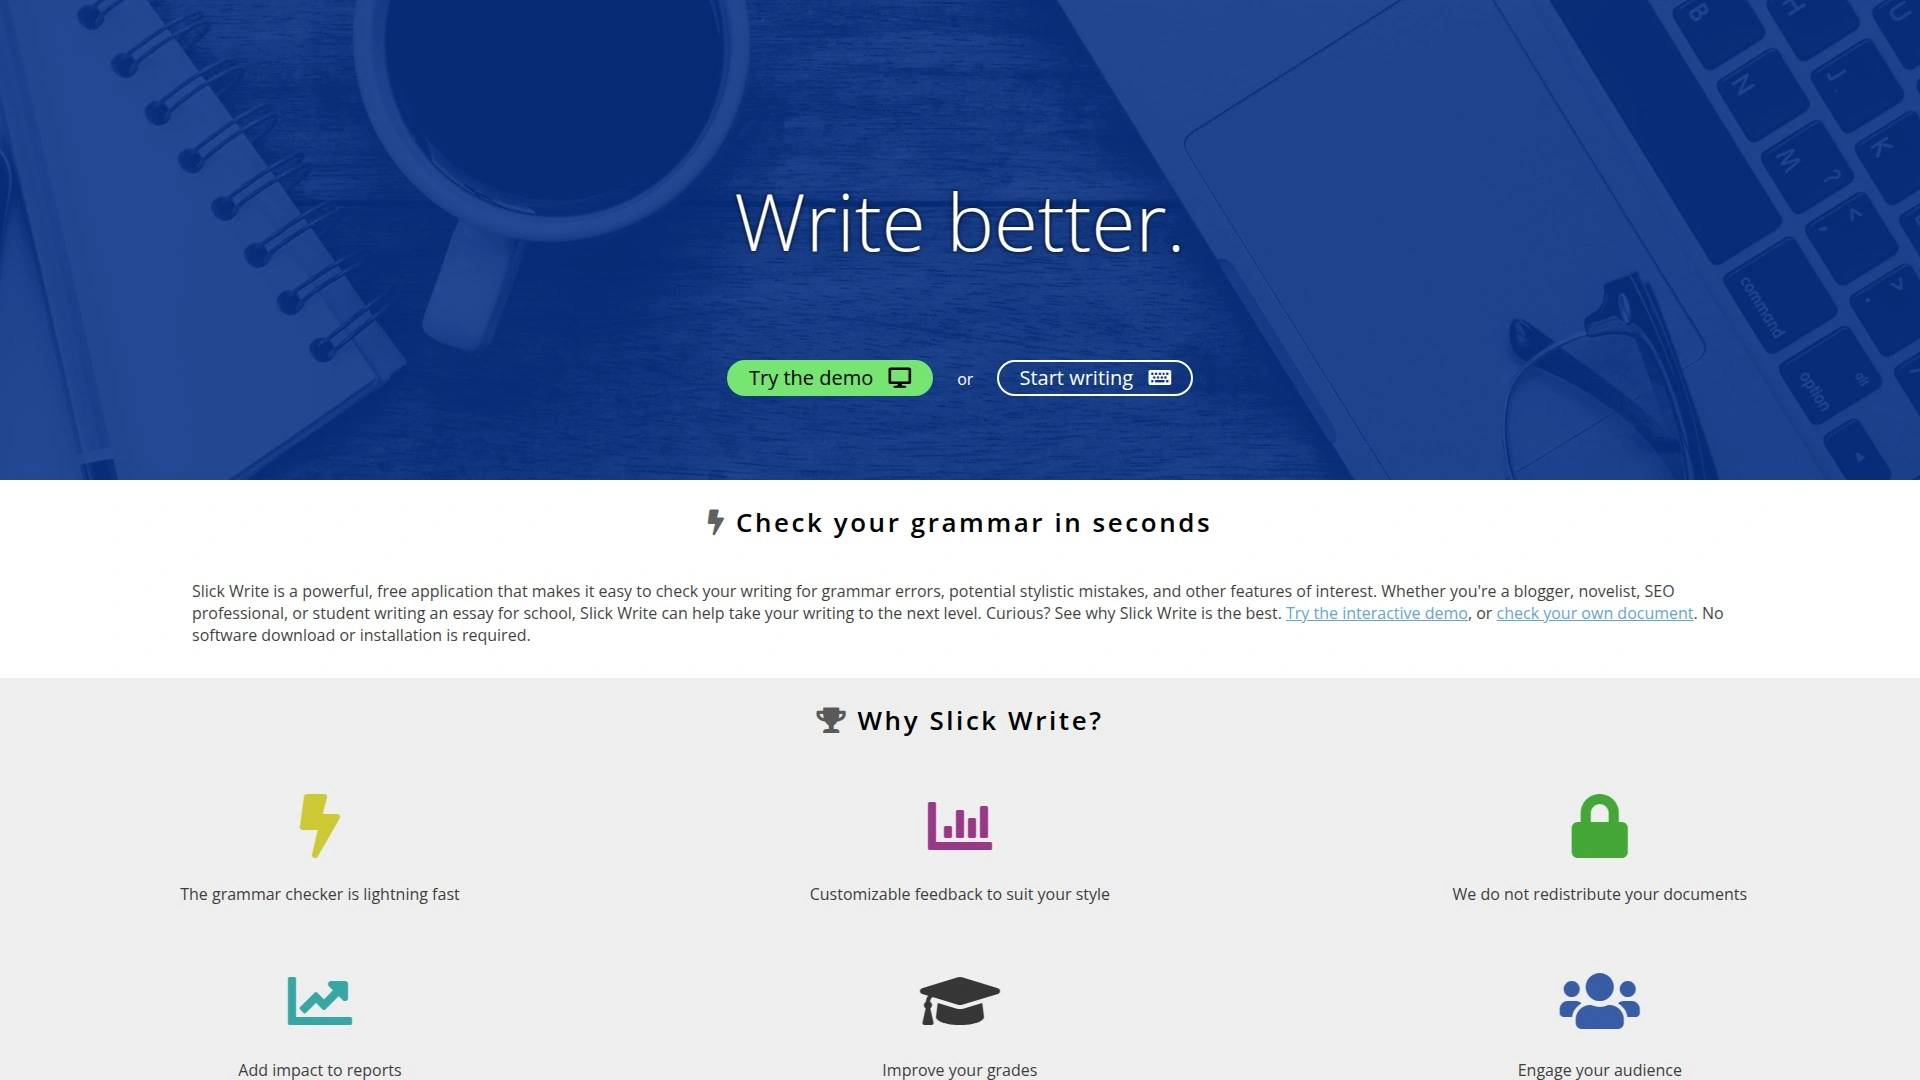 B
H
U
N
J
M
?
K
command
option
alt
Write better.
Try the demo
or
Start writing
Check your grammar in seconds
Slick Write is a powerful, free application that makes it easy to check your writing for grammar errors, potential stylistic mistakes, and other features of interest. Whether you're a blogger, novelist, SEO
professional, or student writing an essay for school, Slick Write can help take your writing to the next level. Curious? See why Slick Write is the best. Try the interactive demo, or check your own document. No
software download or installation is required.
Why Slick Write?
The grammar checker is lightning fast
Customizable feedback to suit your style
We do not redistribute your documents
Add impact to reports
Improve your grades
Engage your audience